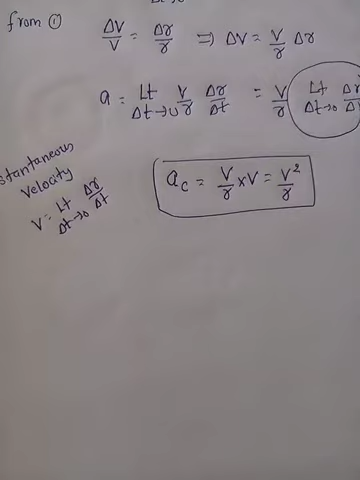 from ① ΔV/V = Δr/r ⇒ ΔV = V/r Δr
a = Lt Δt→0 V/r Δr/Δt = V/r Lt Δt→0 Δr/Δ
stantaneous
velocity
V = Lt Δt→0 Δr/Δt
a_c = V/r × V = V²/r